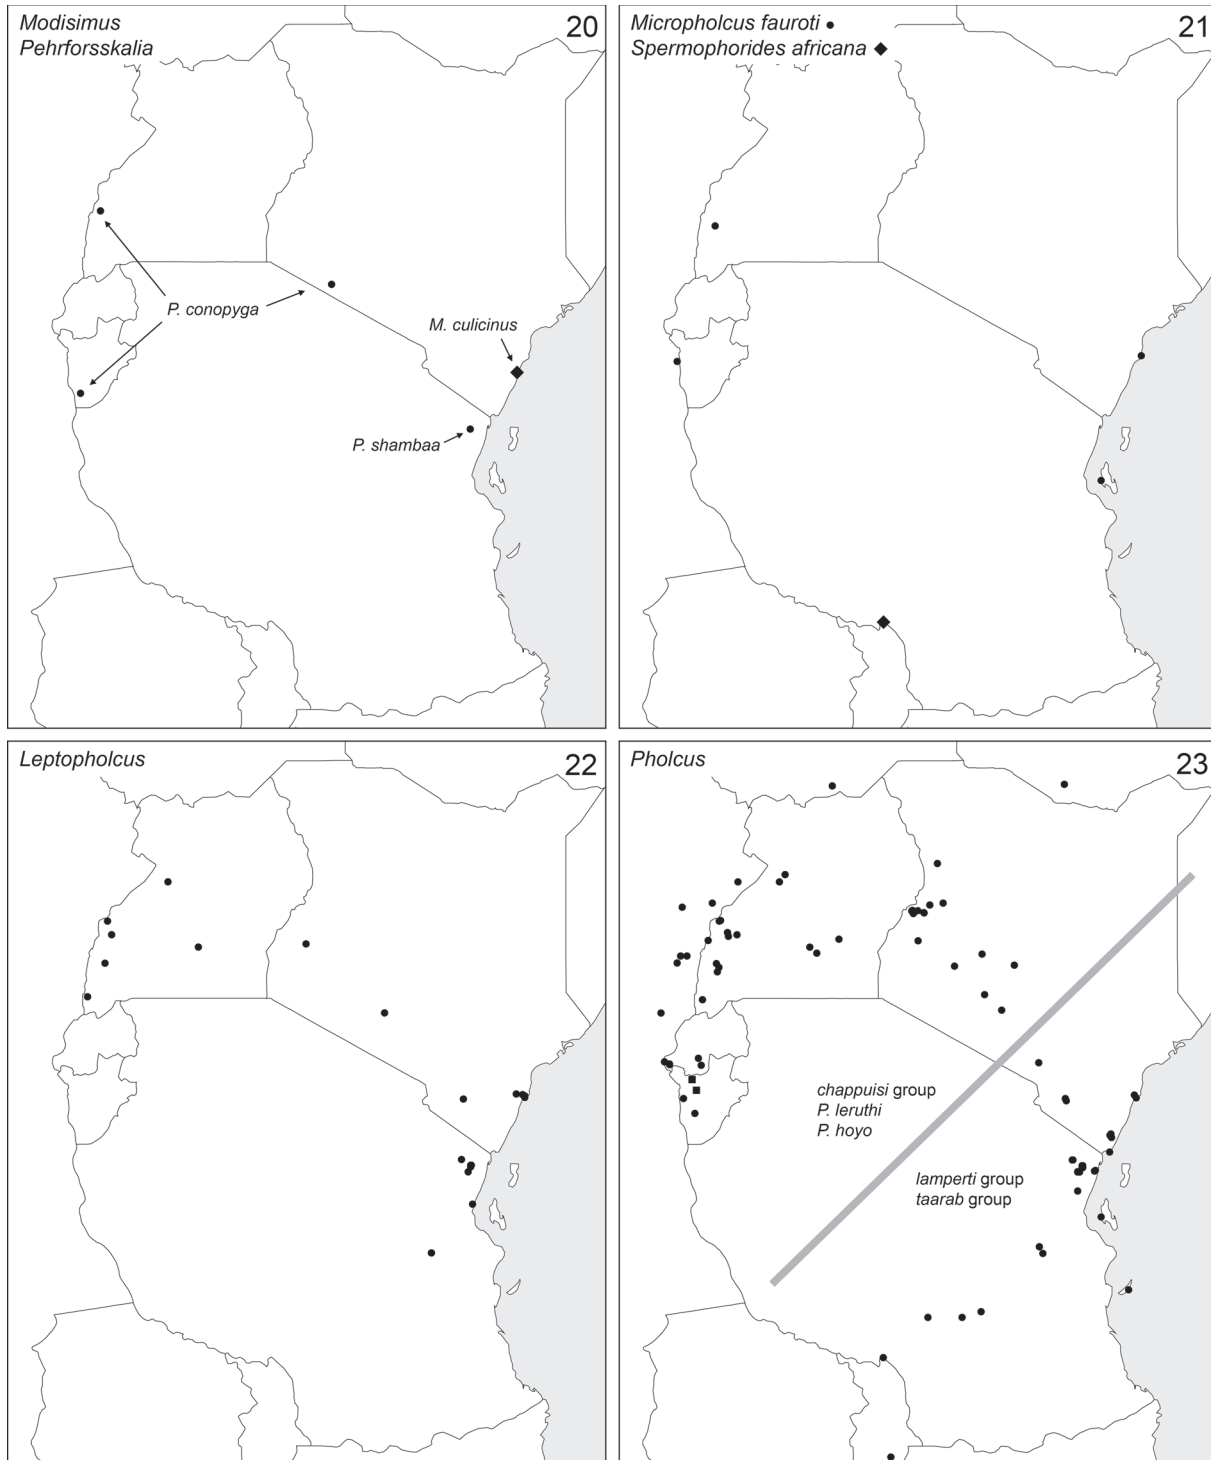 Modisimus
Pehrforsskalia
20
P. conopyga
M. culicinus
P. shambaa
Micropholcus fauroti
Spermophorides africana
21
Leptopholcus
22
Pholcus
23
chappuisi group
P. leruthi
P. hoyo
lamperti group
taarab group